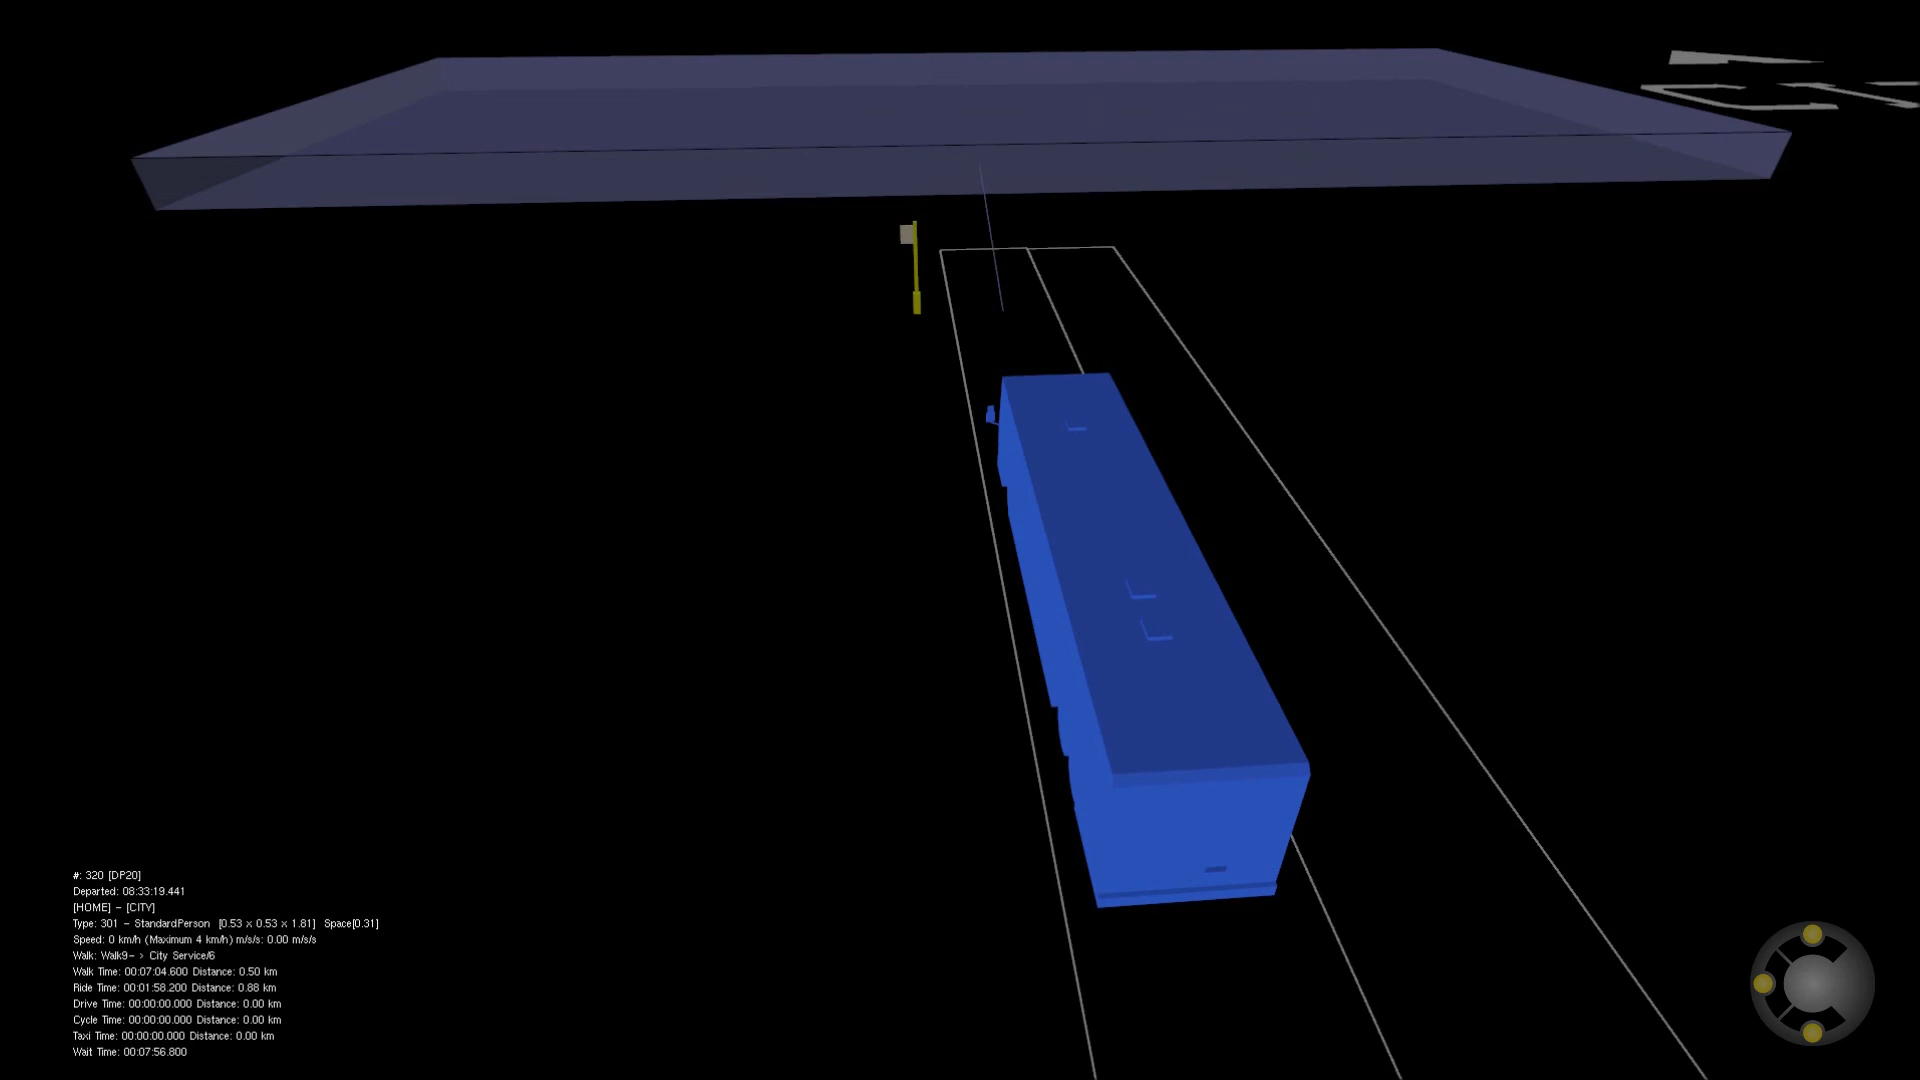 #: 320 [DP20]
Departed: 08:33:19.441
[HOME] - [CITY]
Type: 301 - StandardPerson [0.53 x 0.53 x 1.81] Space[0.31]
Speed: 0 km/h (Maximum 4 km/h) m/s/s: 0.00 m/s/s
Walk: Walk9- > City Service/6
Walk Time: 00:07:04.600 Distance: 0.50 km
Ride Time: 00:01:58.200 Distance: 0.88 km
Drive Time: 00:00:00.000 Distance: 0.00 km
Cycle Time: 00:00:00.000 Distance: 0.00 km
Taxi Time: 00:00:00.000 Distance: 0.00 km
Wait Time: 00:07:56.800